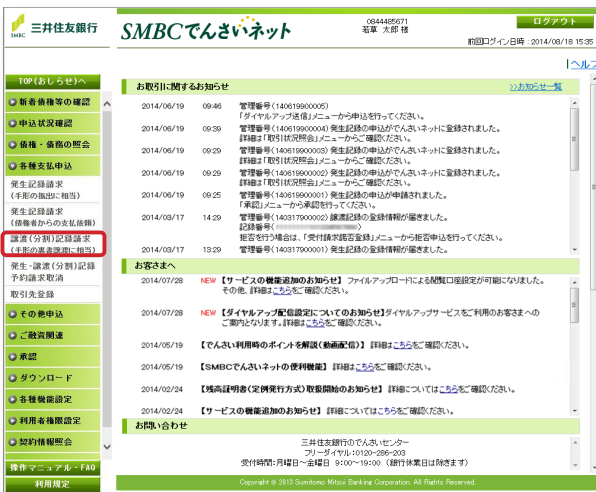 SMBC 三井住友銀行
SMBCでんさいネット
0844485671
若草 太郎 様
ログアウト
前回ログイン日時:2014/08/18 15:35
ヘルプ
TOP(おしらせ)へ
新着債権等の確認
申込状況確認
債権・債務の照会
各種支払申込
発生記録請求
(手形の振出に相当)
発生記録請求
(債権者からの支払依頼)
譲渡(分割)記録請求
(手形の裏書譲渡に相当)
発生・譲渡(分割)記録
予約請求取消
取引先登録
その他申込
ご融資関連
承認
ダウンロード
各種機能設定
利用者権限設定
契約情報照会
操作マニュアル・FAQ
利用規定
お取引に関するお知らせ
>>お知らせ一覧
2014/06/19 09:46 管理番号(140619900005)
「ダイヤルアップ送信」メニューから申込を行ってください。
2014/06/19 09:39 管理番号(140619900004) 発生記録の申込がでんさいネットに登録されました。
詳細は「取引状況照会」メニューからご確認ください。
2014/06/19 09:29 管理番号(140619900003) 発生記録の申込がでんさいネットに登録されました。
詳細は「取引状況照会」メニューからご確認ください。
2014/06/19 09:29 管理番号(140619900002) 発生記録の申込がでんさいネットに登録されました。
詳細は「取引状況照会」メニューからご確認ください。
2014/06/19 09:25 管理番号(140619900001) 発生記録の申込が申請されました。
「承認」メニューから承認を行ってください。
2014/03/17 14:29 管理番号(140317900002) 譲渡記録の登録情報が届きました。
記録番号( )
拒否を行う場合は、「受付請求諾否登録」メニューから拒否申込を行ってください。
2014/03/17 13:29 管理番号(140317900001) 発生記録の登録情報が届きました。
お客さまへ
2014/07/28 NEW 【サービスの機能追加のお知らせ】 ファイルアップロードによる閲覧口座設定が可能になりました。
その他、詳細はこちらをご確認ください。
2014/07/28 NEW 【ダイヤルアップ配信設定についてのお知らせ】ダイヤルアップサービスをご利用のお客さまへの
ご案内となります。詳細はこちらをご確認ください。
2014/05/19 【でんさい利用時のポイントを解説(動画配信)】 詳細はこちらをご確認ください。
2014/05/19 【SMBCでんさいネットの便利機能】 詳細はこちらをご確認ください。
2014/02/24 【残高証明書(定例発行方式)取扱開始のお知らせ】 詳細についてはこちらをご確認ください。
2014/02/24 【サービスの機能追加のお知らせ】 詳細についてはこちらをご確認ください。
お問い合わせ
三井住友銀行のでんさいセンター
フリーダイヤル:0120-286-203
受付時間:月曜日〜金曜日 9:00〜19:00 (銀行休業日は除きます)
Copyright © 2013 Sumitomo Mitsui Banking Corporation. All Rights Reserved.